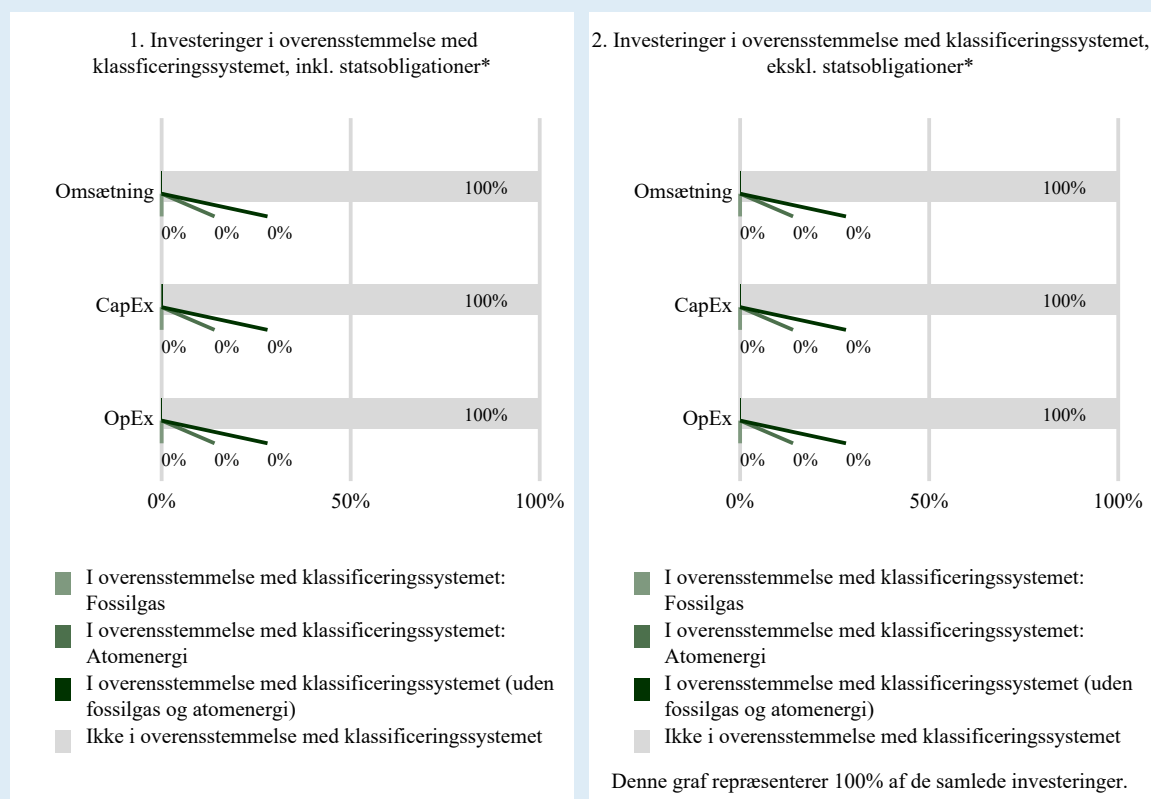 1. Investeringer i overensstemmelse med
klassficeringssystemet, inkl. statsobligationer*
Omsætning
100%
0% 0% 0%
CapEx
100%
0% 0% 0%
OpEx
100%
0% 0% 0%
0% 50% 100%
I overensstemmelse med klassificeringssystemet:
Fossilgas
I overensstemmelse med klassificeringssystemet:
Atomenergi
I overensstemmelse med klassificeringssystemet (uden
fossilgas og atomenergi)
Ikke i overensstemmelse med klassificeringssystemet
2. Investeringer i overensstemmelse med klassificeringssystemet,
ekskl. statsobligationer*
Omsætning
100%
0% 0% 0%
CapEx
100%
0% 0% 0%
OpEx
100%
0% 0% 0%
0% 50% 100%
I overensstemmelse med klassificeringssystemet:
Fossilgas
I overensstemmelse med klassificeringssystemet:
Atomenergi
I overensstemmelse med klassificeringssystemet (uden
fossilgas og atomenergi)
Ikke i overensstemmelse med klassificeringssystemet
Denne graf repræsenterer 100% af de samlede investeringer.